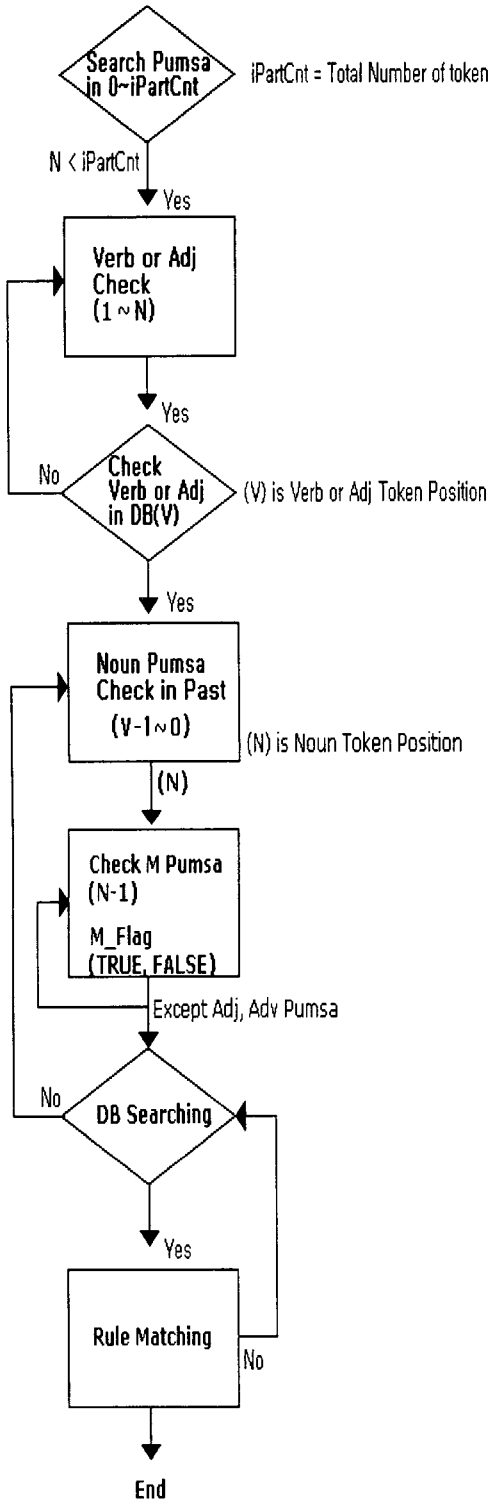 Search Pumsa
in 0~iPartCnt
iPartCnt = Total Number of token
N < iPartCnt
Yes
Verb or Adj
Check
(1 ~ N)
Yes
No
Check
Verb or Adj
in DB(V)
(V) is Verb or Adj Token Position
Yes
Noun Pumsa
Check in Past
(V-1~0)
(N) is Noun Token Position
(N)
Check M Pumsa
(N-1)
M_Flag
(TRUE, FALSE)
Except Adj, Adv Pumsa
No
DB Searching
Yes
Rule Matching
No
End